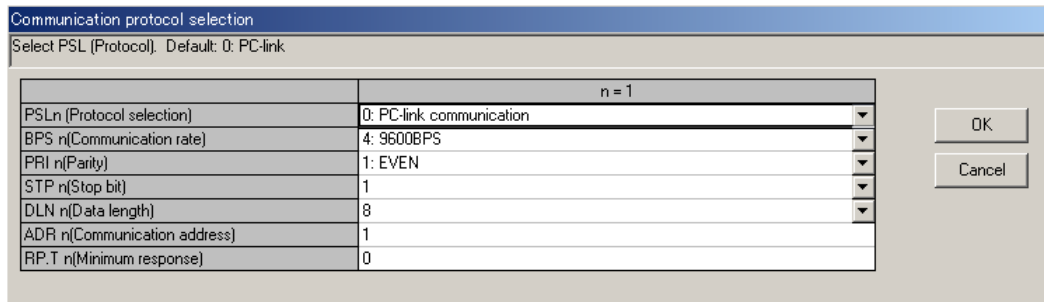 Communication protocol selection
Select PSL (Protocol). Default: 0: PC-link
n = 1
PSLn (Protocol selection) 0: PC-link communication
BPS n(Communication rate) 4: 9600BPS
PRI n(Parity) 1: EVEN
STP n(Stop bit) 1
DLN n(Data length) 8
ADR n(Communication address) 1
RP.T n(Minimum response) 0
OK
Cancel